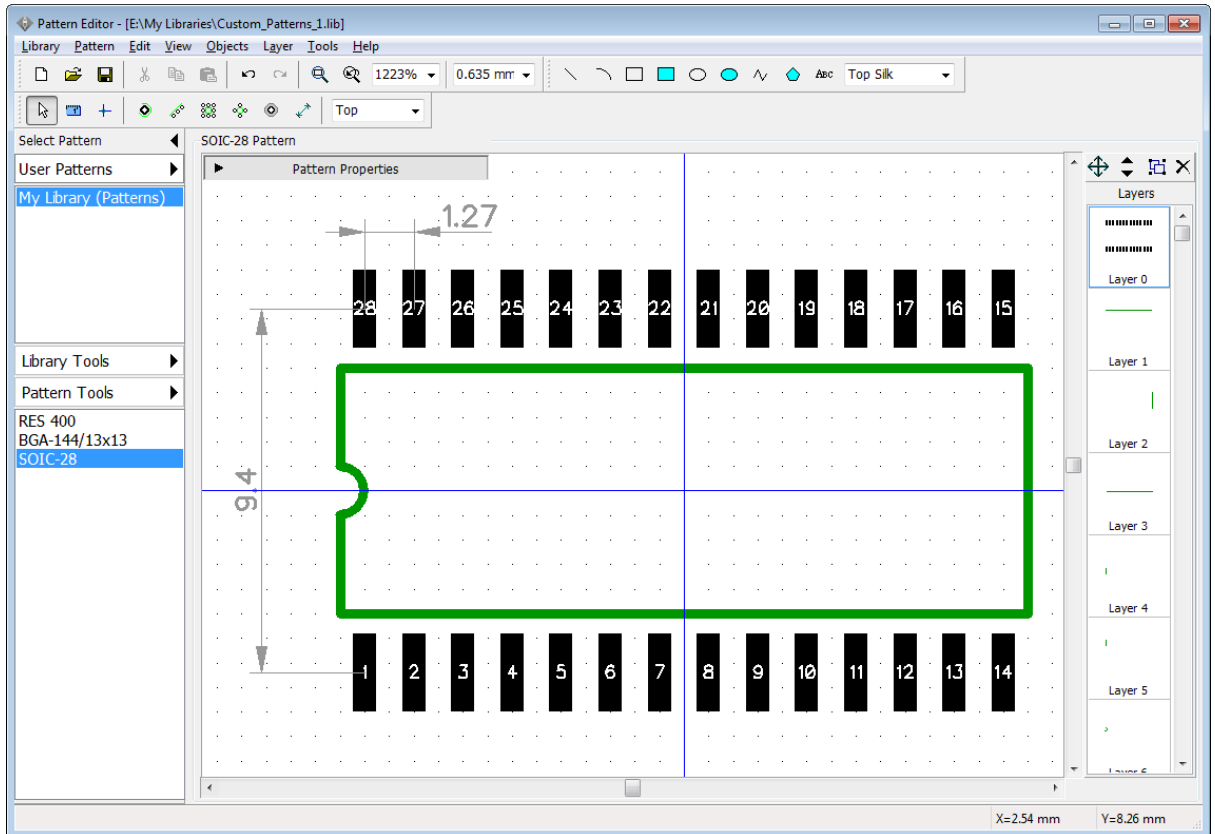 Pattern Editor - [E:\My Libraries\Custom_Patterns_1.lib]
Library Pattern Edit View Objects Layer Tools Help
1223% 0.635 mm ABC Top Silk
Top
Select Pattern
SOIC-28 Pattern
User Patterns
Pattern Properties
My Library (Patterns)
Layers
1.27
Layer 0
28 27 26 25 24 23 22 21 20 19 18 17 16 15
Library Tools
Layer 1
Pattern Tools
RES 400
BGA-144/13x13
SOIC-28
Layer 2
9.4
Layer 3
Layer 4
1 2 3 4 5 6 7 8 9 10 11 12 13 14
Layer 5
Layer 6
X=2.54 mm Y=8.26 mm